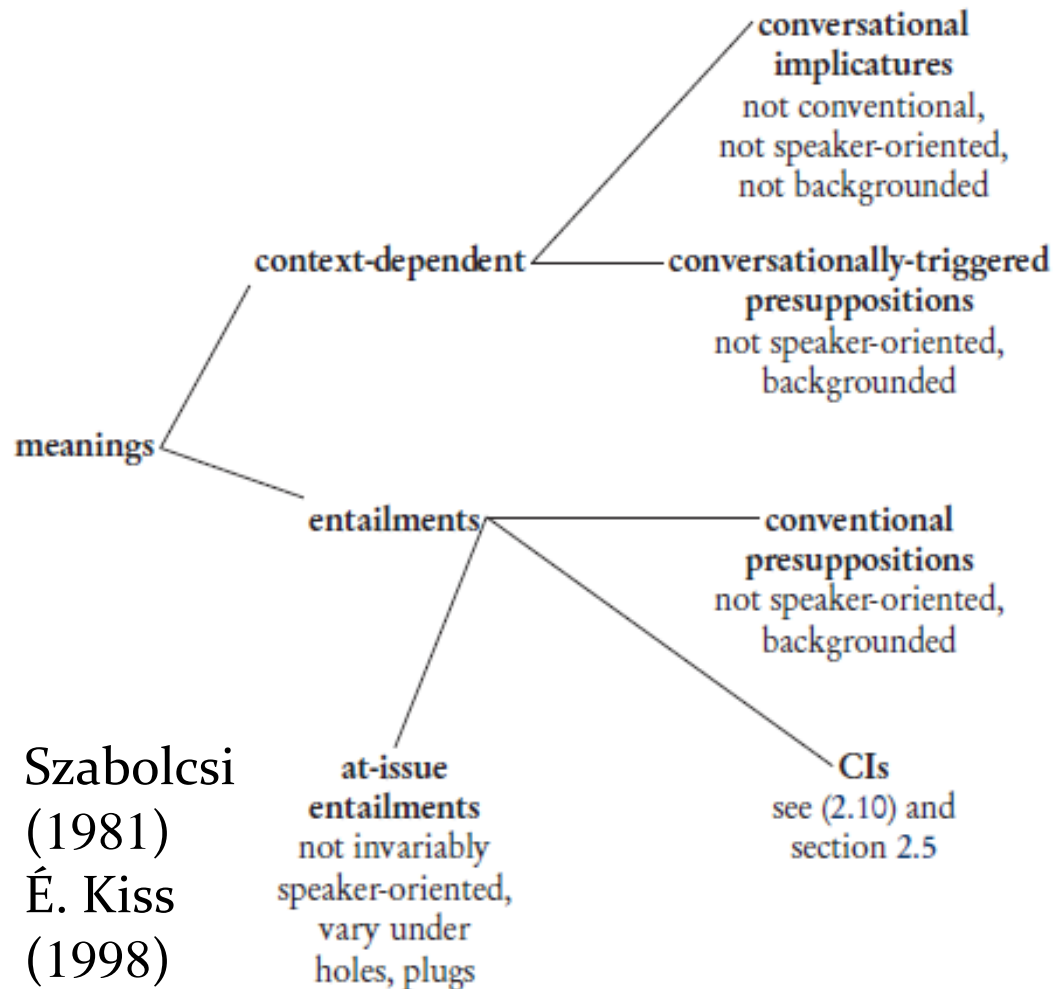 conversational
implicatures
not conventional,
not speaker-oriented,
not backgrounded
context-dependent
conversationally-triggered
presuppositions
not speaker-oriented,
backgrounded
meanings
entailments
conventional
presuppositions
not speaker-oriented,
backgrounded
Szabolcsi
(1981)
É. Kiss
(1998)
at-issue
entailments
not invariably
speaker-oriented,
vary under
holes, plugs
CIs
see (2.10) and
section 2.5